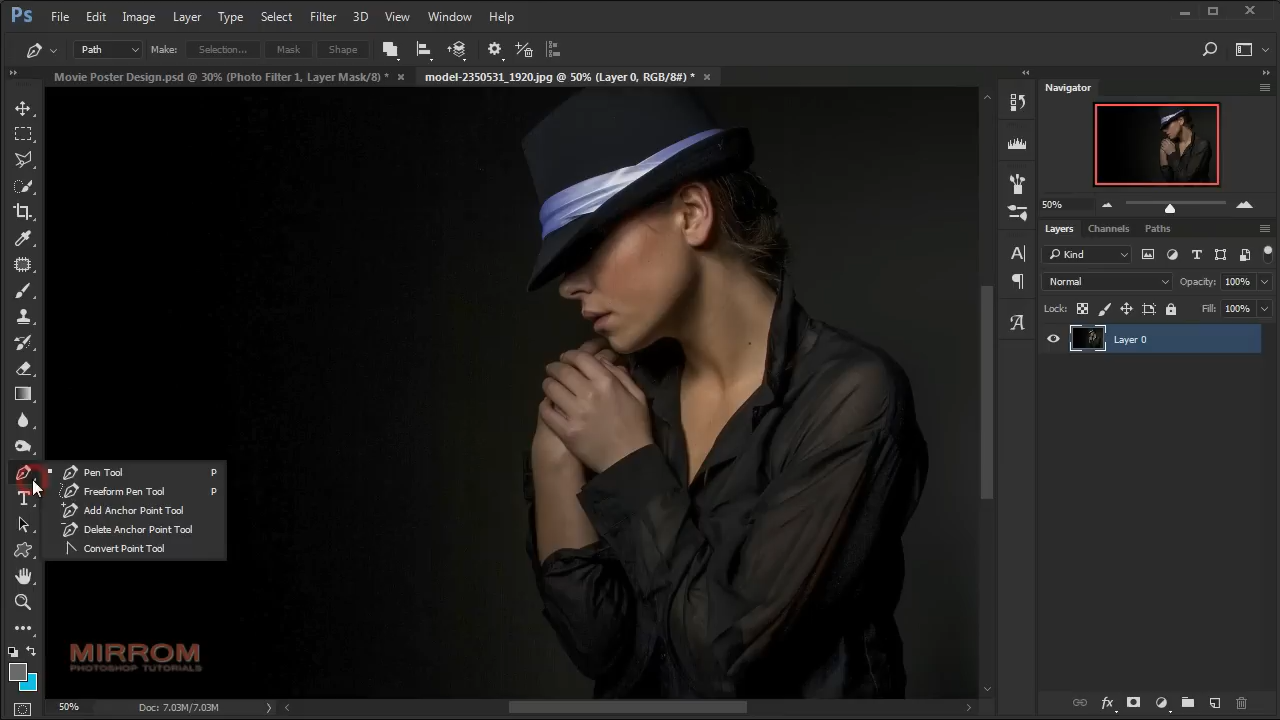 Ps File Edit Image Layer Type Select Filter 3D View Window Help
Path Make: Selection... Mask Shape
Movie Poster Design.psd @ 30% (Photo Filter 1, Layer Mask/8) * model-2350531_1920.jpg @ 50% (Layer 0, RGB/8#) *
Navigator
50%
Layers Channels Paths
Kind
Normal Opacity: 100%
Lock: Fill: 100%
Layer 0
Pen Tool P
Freeform Pen Tool P
Add Anchor Point Tool
Delete Anchor Point Tool
Convert Point Tool
MIRROM
PHOTOSHOP TUTORIALS
50% Doc: 7.03M/7.03M